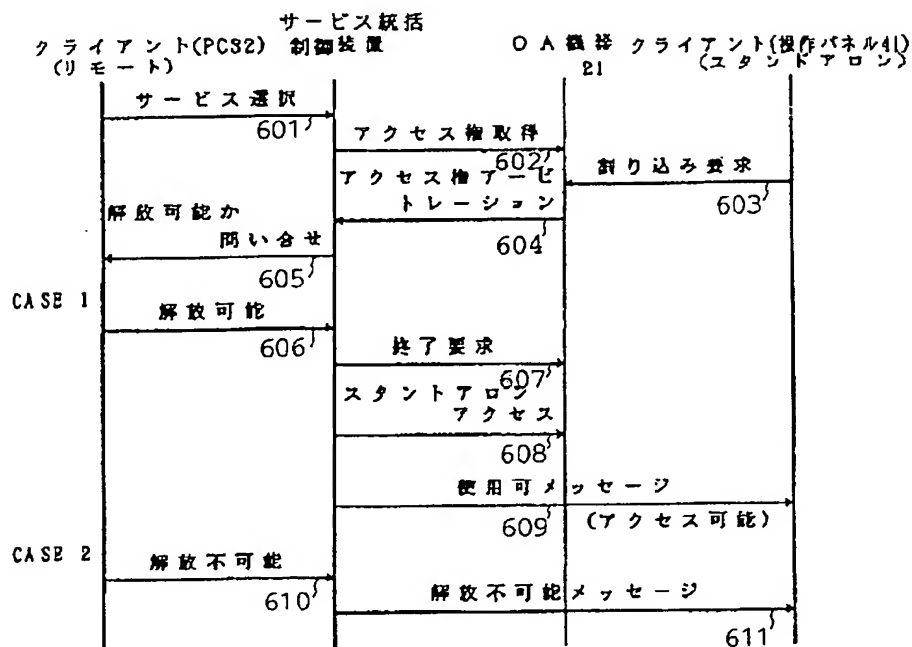 サービス統括
クライアント(PC32) 制御装置 OA機器 クライアント(操作パネル41)
(リモート) 21 (スタンドアロン)
サービス選択
601
アクセス権取得
602
割り込み要求
603
アクセス権アービ
トレーション
604
解放可能か
問い合せ
605
CASE 1
解放可能
606
終了要求
607
スタントアロン
アクセス
608
使用可メッセージ
609
(アクセス可能)
CASE 2
解放不可能
610
解放不可能メッセージ
611